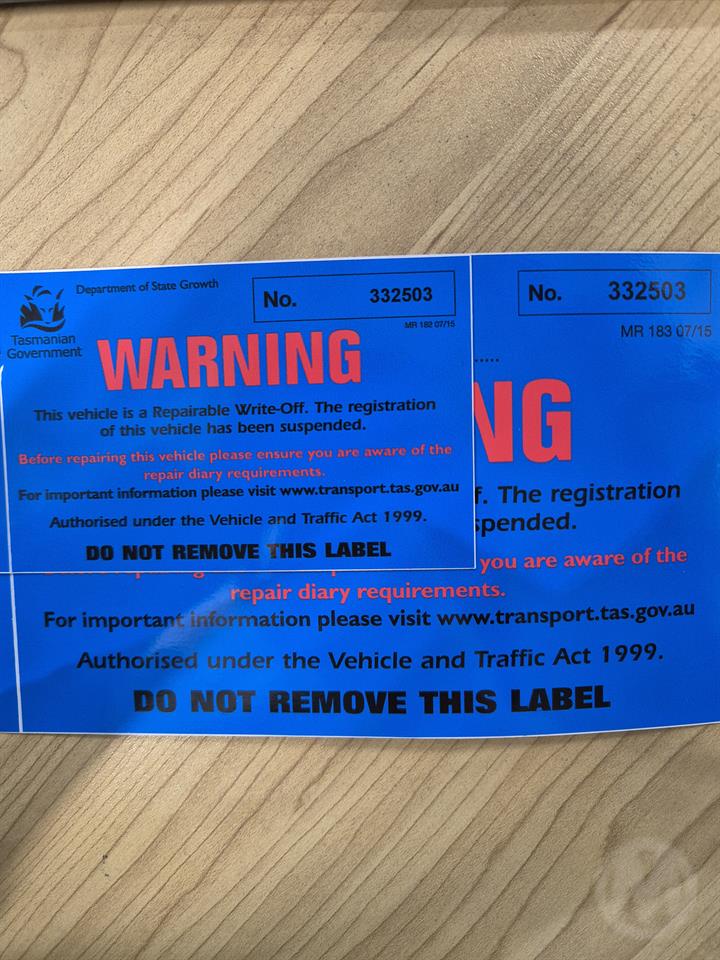 Department of State Growth
No. 332503
MR 182 07/15
Tasmanian
Government
WARNING
This vehicle is a Repairable Write-Off. The registration
of this vehicle has been suspended.
Before repairing this vehicle please ensure you are aware of the
repair diary requirements.
For important information please visit www.transport.tas.gov.au
Authorised under the Vehicle and Traffic Act 1999.
DO NOT REMOVE THIS LABEL
No. 332503
MR 183 07/15
NG
f. The registration
spended.
you are aware of the
repair diary requirements.
For important information please visit www.transport.tas.gov.au
Authorised under the Vehicle and Traffic Act 1999.
DO NOT REMOVE THIS LABEL